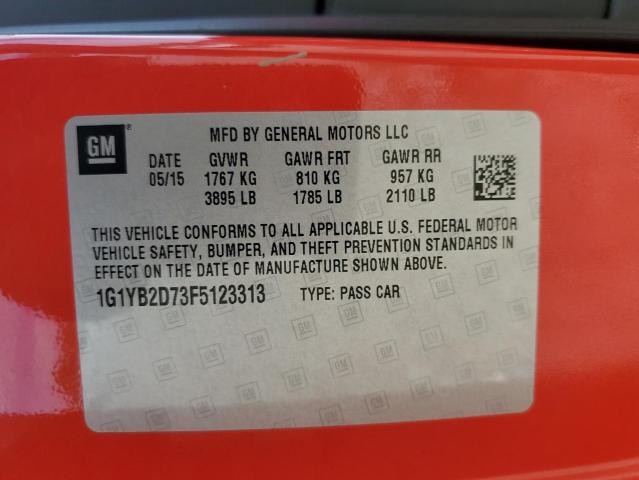 GM ®
MFD BY GENERAL MOTORS LLC
DATE GVWR GAWR FRT GAWR RR
05/15 1767 KG 810 KG 957 KG
3895 LB 1785 LB 2110 LB
THIS VEHICLE CONFORMS TO ALL APPLICABLE U.S. FEDERAL MOTOR
VEHICLE SAFETY, BUMPER, AND THEFT PREVENTION STANDARDS IN
EFFECT ON THE DATE OF MANUFACTURE SHOWN ABOVE.
1G1YB2D73F5123313 TYPE: PASS CAR